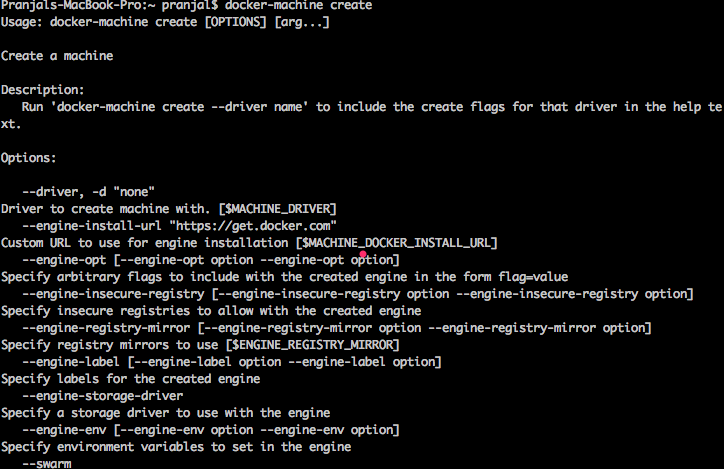 Pranjals-MacBook-Pro:~ pranjal$ docker-machine create
Usage: docker-machine create [OPTIONS] [arg...]
Create a machine
Description:
Run 'docker-machine create --driver name' to include the create flags for that driver in the help te
xt.
Options:
--driver, -d "none"
Driver to create machine with. [$MACHINE_DRIVER]
--engine-install-url "https://get.docker.com"
Custom URL to use for engine installation [$MACHINE_DOCKER_INSTALL_URL]
--engine-opt [--engine-opt option --engine-opt option]
Specify arbitrary flags to include with the created engine in the form flag=value
--engine-insecure-registry [--engine-insecure-registry option --engine-insecure-registry option]
Specify insecure registries to allow with the created engine
--engine-registry-mirror [--engine-registry-mirror option --engine-registry-mirror option]
Specify registry mirrors to use [$ENGINE_REGISTRY_MIRROR]
--engine-label [--engine-label option --engine-label option]
Specify labels for the created engine
--engine-storage-driver
Specify a storage driver to use with the engine
--engine-env [--engine-env option --engine-env option]
Specify environment variables to set in the engine
--swarm